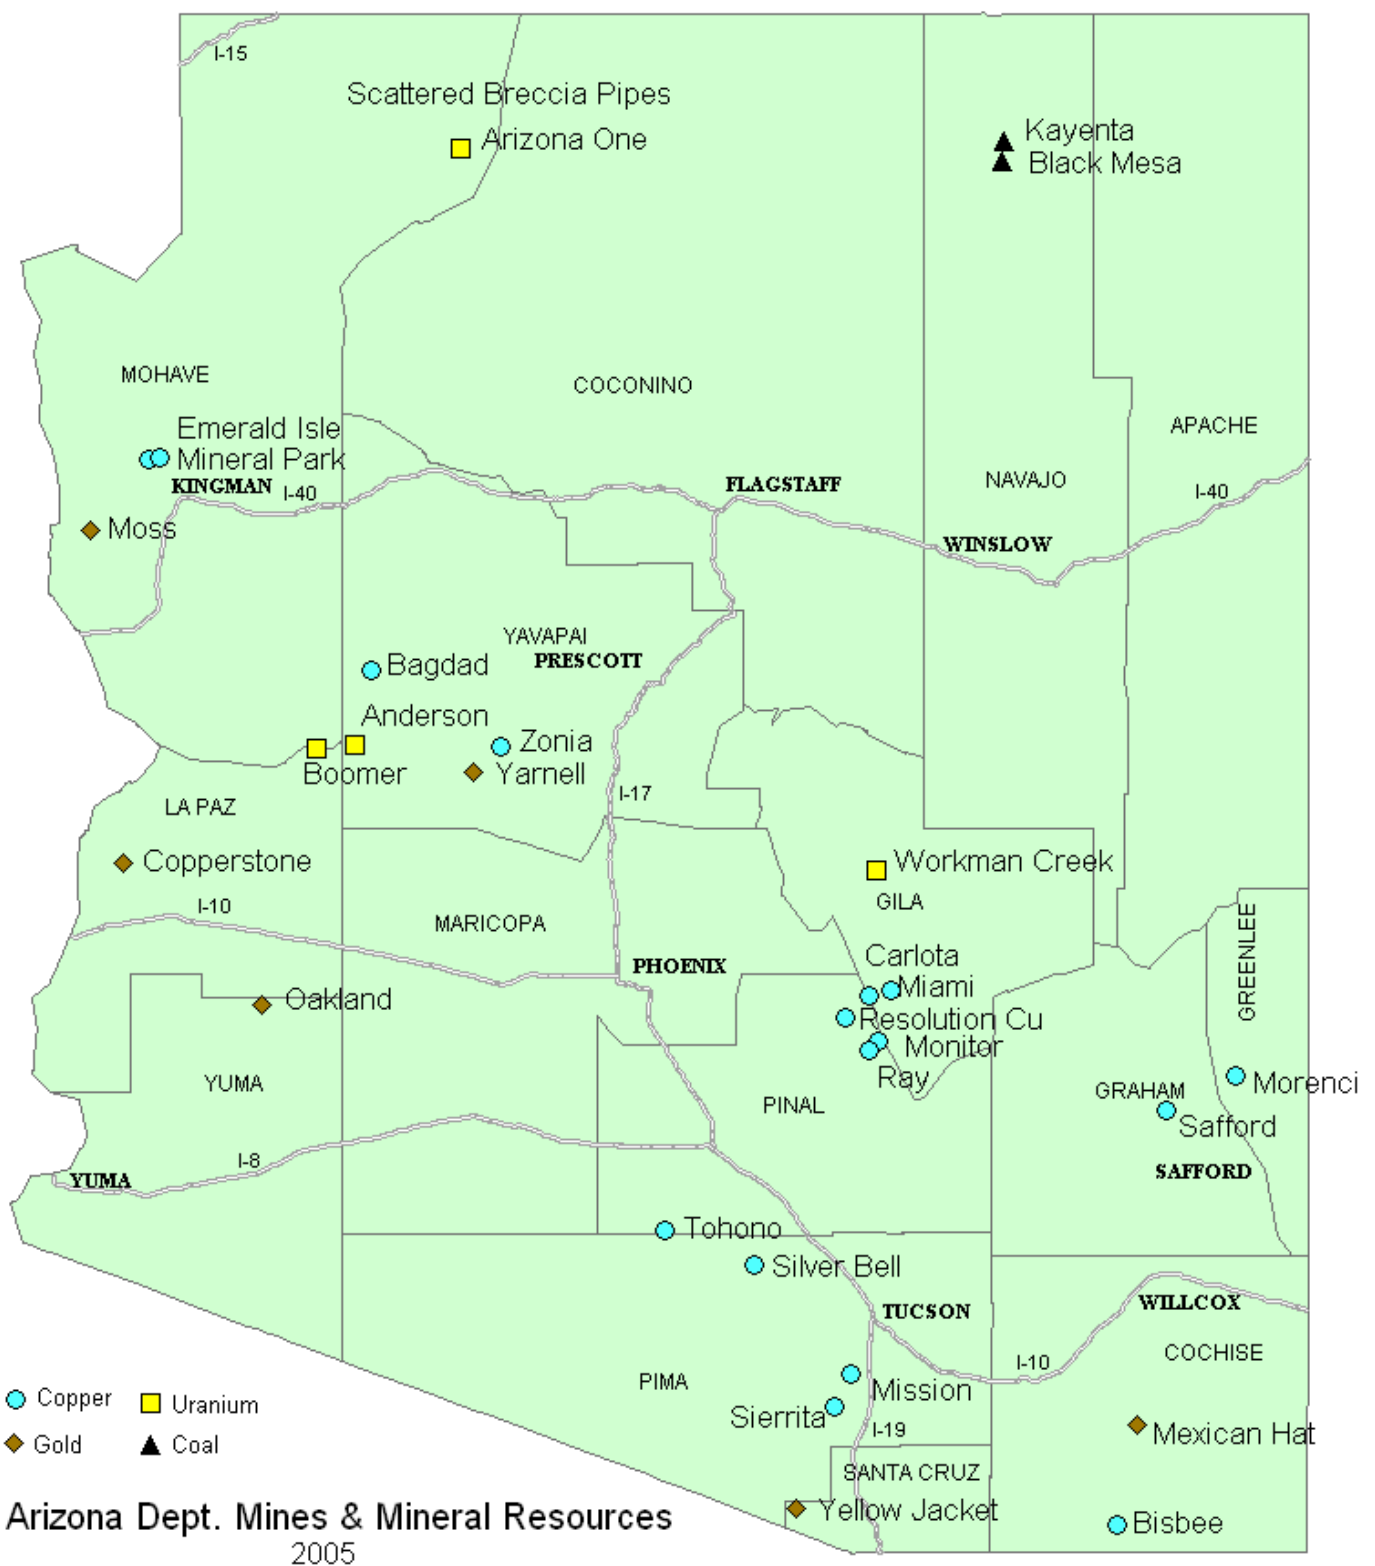 I-15
Scattered Breccia Pipes
Arizona One
Kayenta
Black Mesa
MOHAVE
COCONINO
APACHE
Emerald Isle
Mineral Park
KINGMAN
I-40
FLAGSTAFF
NAVAJO
I-40
Moss
WINSLOW
YAVAPAI
PRESCOTT
Bagdad
Anderson
Zonia
Boomer
Yarnell
I-17
LA PAZ
Copperstone
Workman Creek
GILA
I-10
MARICOPA
GREENLEE
Carlota
PHOENIX
Miami
Oakland
Resolution Cu
Monitor
Ray
YUMA
PINAL
GRAHAM
Morenci
Safford
I-8
YUMA
SAFFORD
Tohono
Silver Bell
TUCSON
WILLCOX
COCHISE
I-10
PIMA
Mission
Sierrita
I-19
Mexican Hat
SANTA CRUZ
Yellow Jacket
Bisbee
Copper
Uranium
Gold
Coal
Arizona Dept. Mines & Mineral Resources
2005